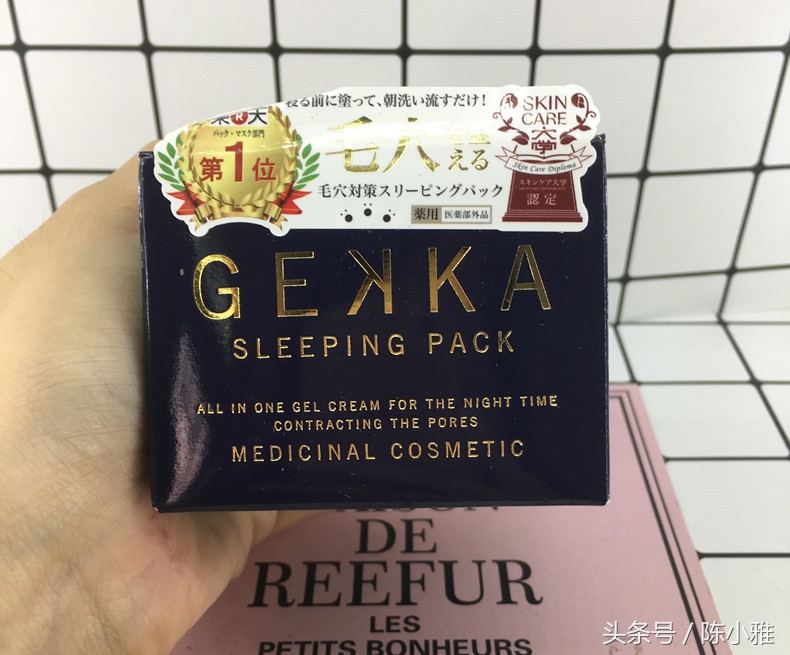 寝る前に塗って、朝洗い流すだけ!
楽R天
パック・マスク部門
第1位
毛穴
える
毛穴対策スリーピングパック
薬用 医薬部外品
SKIN
CARE
大学
Skin Care Diploma
スキンケア大学
認定
GEKKA
SLEEPING PACK
ALL IN ONE GEL CREAM FOR THE NIGHT TIME
CONTRACTING THE PORES
MEDICINAL COSMETIC
DE
REEFUR
LES
PETITS BONHEURS
头条号 / 陈小雅